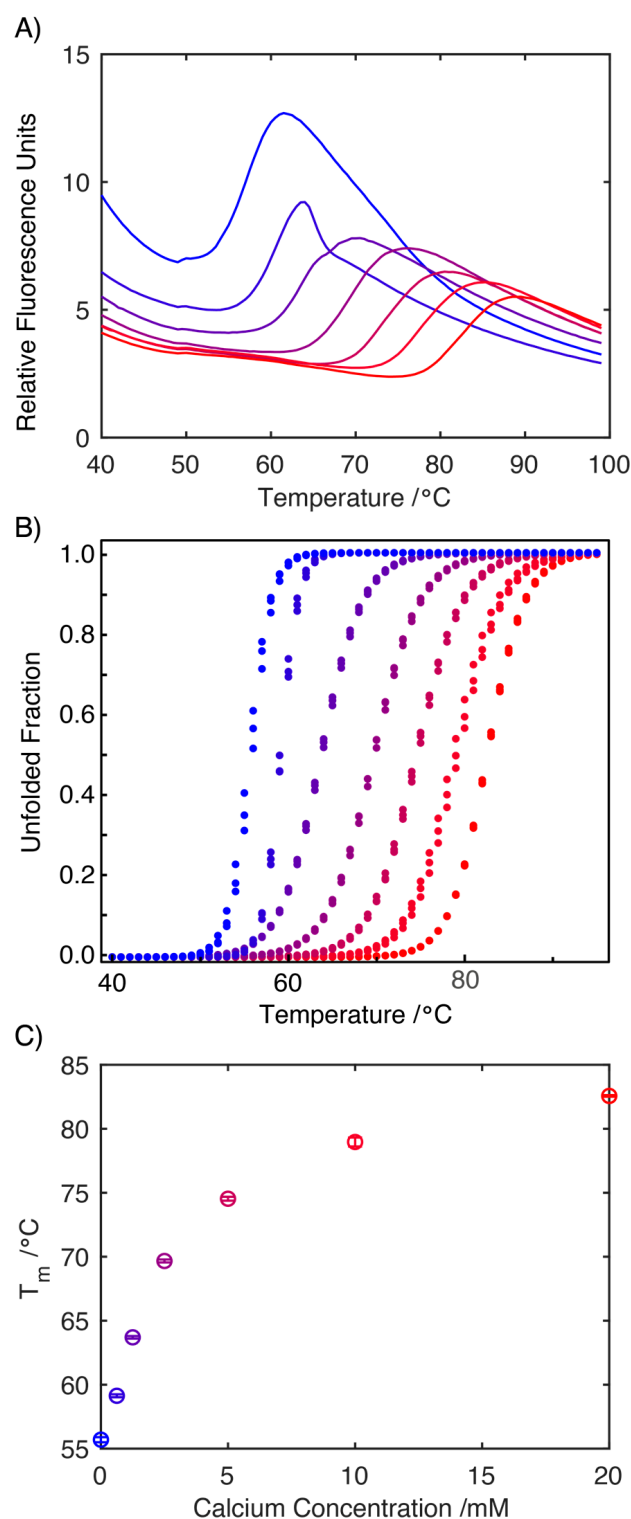 A)
Relative Fluorescence Units
15
10
5
0
40 50 60 70 80 90 100
Temperature /°C
B)
Unfolded Fraction
1.0
0.8
0.6
0.4
0.2
0.0
40 60 80
Temperature /°C
C)
Tm /°C
85
80
75
70
65
60
55
0 5 10 15 20
Calcium Concentration /mM